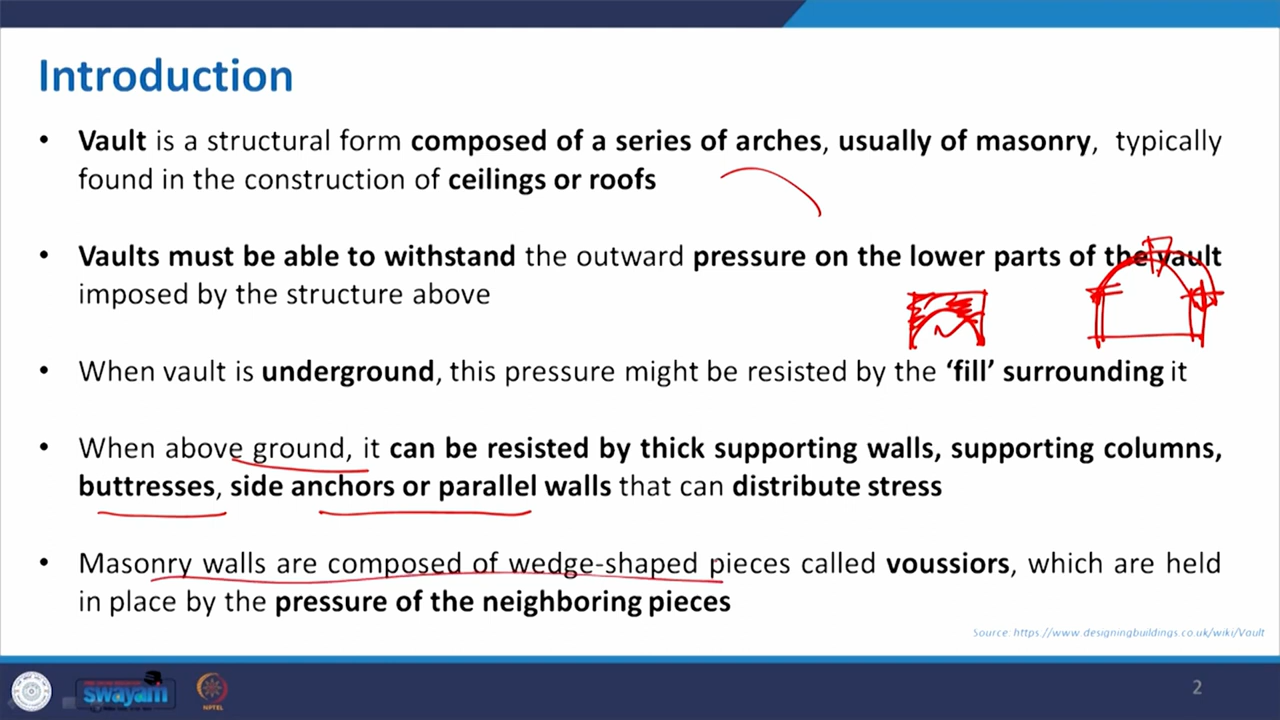 Introduction
• Vault is a structural form composed of a series of arches, usually of masonry, typically
found in the construction of ceilings or roofs
• Vaults must be able to withstand the outward pressure on the lower parts of the vault
imposed by the structure above
• When vault is underground, this pressure might be resisted by the ‘fill’ surrounding it
• When above ground, it can be resisted by thick supporting walls, supporting columns,
buttresses, side anchors or parallel walls that can distribute stress
• Masonry walls are composed of wedge-shaped pieces called voussiors, which are held
in place by the pressure of the neighboring pieces
Source: https://www.designingbuildings.co.uk/wiki/Vault
swayam
NPTEL
2